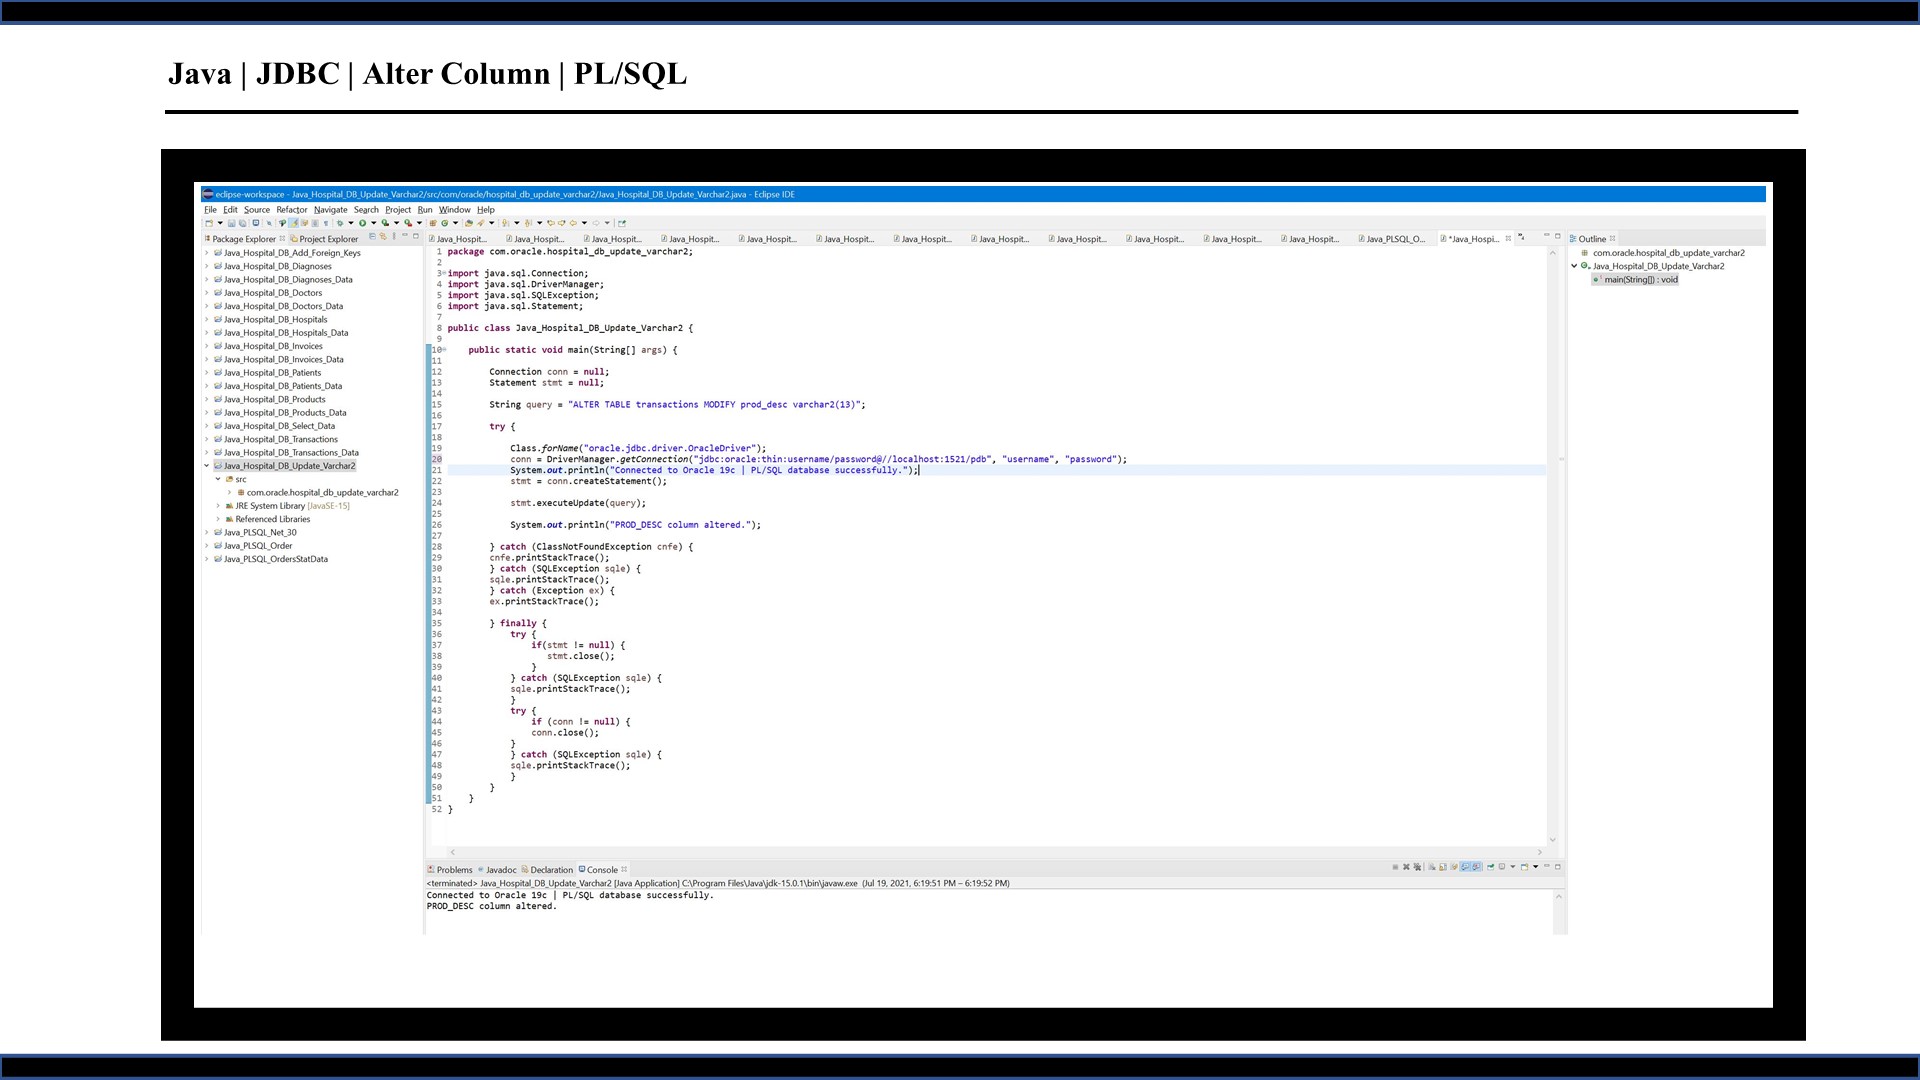 Java | JDBC | Alter Column | PL/SQL
eclipse-workspace - Java_Hospital_DB_Update_Varchar2/src/com/oracle/hospital_db_update_varchar2/Java_Hospital_DB_Update_Varchar2.java - Eclipse IDE
File Edit Source Refactor Navigate Search Project Run Window Help
Package Explorer Project Explorer
Java_Hospital_DB_Add_Foreign_Keys
Java_Hospital_DB_Diagnoses
Java_Hospital_DB_Diagnoses_Data
Java_Hospital_DB_Doctors
Java_Hospital_DB_Doctors_Data
Java_Hospital_DB_Hospitals
Java_Hospital_DB_Hospitals_Data
Java_Hospital_DB_Invoices
Java_Hospital_DB_Invoices_Data
Java_Hospital_DB_Patients
Java_Hospital_DB_Patients_Data
Java_Hospital_DB_Products
Java_Hospital_DB_Products_Data
Java_Hospital_DB_Select_Data
Java_Hospital_DB_Transactions
Java_Hospital_DB_Transactions_Data
Java_Hospital_DB_Update_Varchar2
src
com.oracle.hospital_db_update_varchar2
JRE System Library [JavaSE-15]
Referenced Libraries
Java_PLSQL_Net_30
Java_PLSQL_Order
Java_PLSQL_OrdersStatData
Java_Hospit... Java_Hospit... Java_Hospit... Java_Hospit... Java_Hospit... Java_Hospit... Java_Hospit... Java_Hospit... Java_Hospit... Java_Hospit... Java_Hospit... Java_Hospit... Java_PLSQL_O... *Java_Hospi...
1 package com.oracle.hospital_db_update_varchar2;
2
3 import java.sql.Connection;
4 import java.sql.DriverManager;
5 import java.sql.SQLException;
6 import java.sql.Statement;
7
8 public class Java_Hospital_DB_Update_Varchar2 {
9
10 public static void main(String[] args) {
11
12 Connection conn = null;
13 Statement stmt = null;
14
15 String query = "ALTER TABLE transactions MODIFY prod_desc varchar2(13)";
16
17 try {
18
19 Class.forName("oracle.jdbc.driver.OracleDriver");
20 conn = DriverManager.getConnection("jdbc:oracle:thin:username/password@//localhost:1521/pdb", "username", "password");
21 System.out.println("Connected to Oracle 19c | PL/SQL database successfully.");
22 stmt = conn.createStatement();
23
24 stmt.executeUpdate(query);
25
26 System.out.println("PROD_DESC column altered.");
27
28 } catch (ClassNotFoundException cnfe) {
29 cnfe.printStackTrace();
30 } catch (SQLException sqle) {
31 sqle.printStackTrace();
32 } catch (Exception ex) {
33 ex.printStackTrace();
34
35 } finally {
36 try {
37 if(stmt != null) {
38 stmt.close();
39 }
40 } catch (SQLException sqle) {
41 sqle.printStackTrace();
42 }
43 try {
44 if (conn != null) {
45 conn.close();
46 }
47 } catch (SQLException sqle) {
48 sqle.printStackTrace();
49 }
50 }
51 }
52 }
Outline
com.oracle.hospital_db_update_varchar2
Java_Hospital_DB_Update_Varchar2
main(String[]) : void
Problems Javadoc Declaration Console
<terminated> Java_Hospital_DB_Update_Varchar2 [Java Application] C:\Program Files\Java\jdk-15.0.1\bin\javaw.exe (Jul 19, 2021, 6:19:51 PM – 6:19:52 PM)
Connected to Oracle 19c | PL/SQL database successfully.
PROD_DESC column altered.